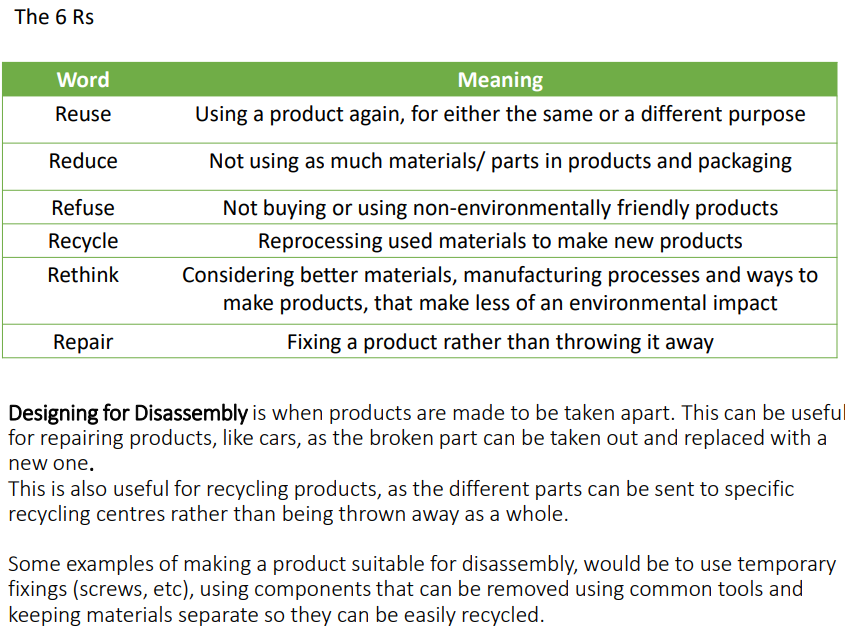 The 6 Rs
Word Meaning
Reuse Using a product again, for either the same or a different purpose
Reduce Not using as much materials/ parts in products and packaging
Refuse Not buying or using non-environmentally friendly products
Recycle Reprocessing used materials to make new products
Rethink Considering better materials, manufacturing processes and ways to
make products, that make less of an environmental impact
Repair Fixing a product rather than throwing it away
Designing for Disassembly is when products are made to be taken apart. This can be useful
for repairing products, like cars, as the broken part can be taken out and replaced with a
new one.
This is also useful for recycling products, as the different parts can be sent to specific
recycling centres rather than being thrown away as a whole.
Some examples of making a product suitable for disassembly, would be to use temporary
fixings (screws, etc), using components that can be removed using common tools and
keeping materials separate so they can be easily recycled.